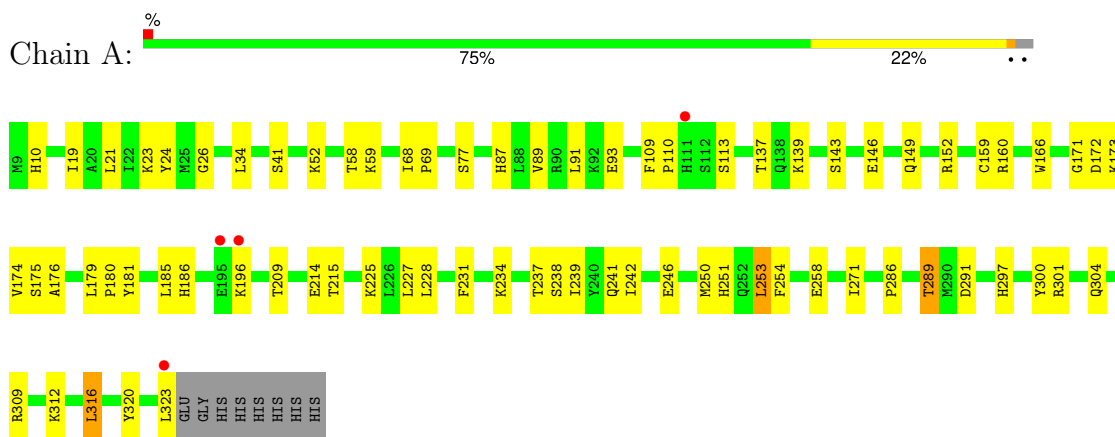 %
Chain A:
75% 22% • •
M9 H10 I19 A20 L21 I22 K23 Y24 M25 G26 L34 S41 K52 T58 K59 I68 P69 S77 H87 L88 V89 R90 L91 K92 E93 F109 P110 H111 S112 S113 T137 Q138 K139 S143 E146 Q149 R152 C159 R160 W166 G171 D172 K173
V174 S175 A176 L179 P180 Y181 L185 H186 E195 K196 T209 E214 T215 K225 L226 L227 L228 F231 K234 T237 S238 I239 Y240 Q241 I242 E246 M250 H251 Q252 L253 F254 E258 I271 P286 T289 M290 D291 H297 Y300 R301 Q304
R309 K312 L316 Y320 L323 GLU GLY HIS HIS HIS HIS HIS HIS